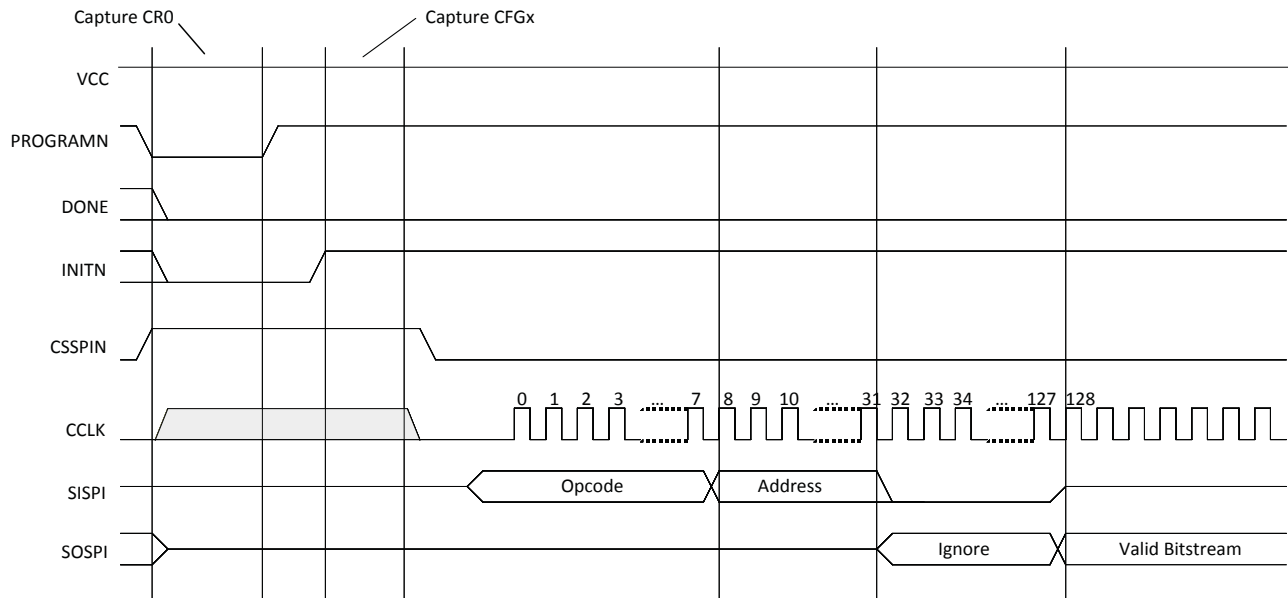 Capture CR0 Capture CFGx
VCC
PROGRAMN
DONE
INITN
CSSPIN
0 1 2 3 ... 7 8 9 10 ... 31 32 33 34 ... 127 128
CCLK
SISPI Opcode Address
SOSPI Ignore Valid Bitstream